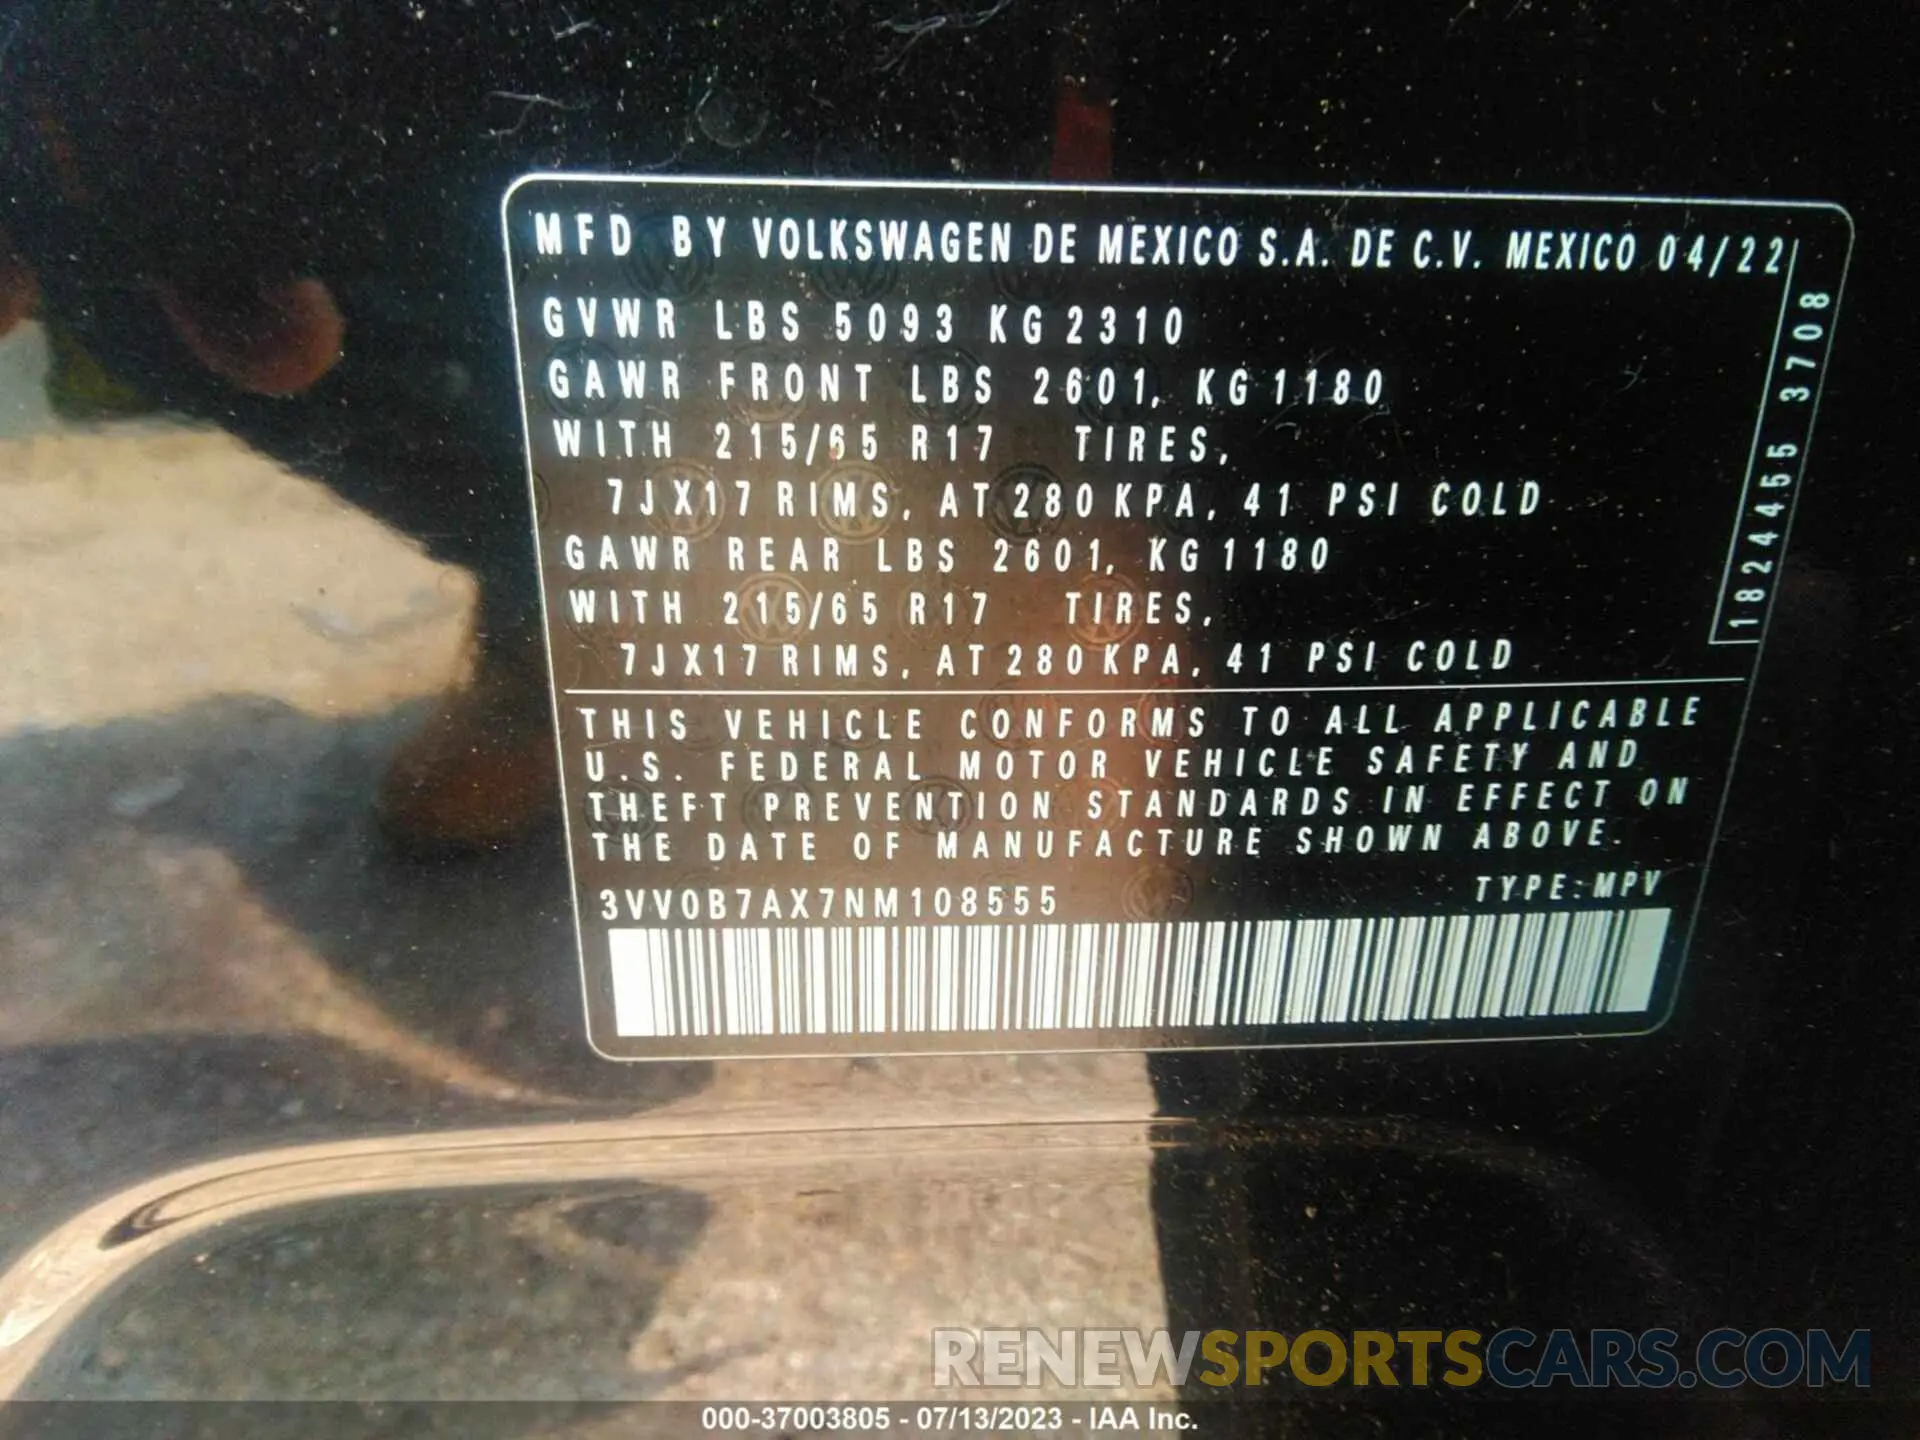 MFD BY VOLKSWAGEN DE MEXICO S.A. DE C.V. MEXICO 04/22
GVWR LBS 5093 KG 2310
GAWR FRONT LBS 2601, KG 1180
WITH 215/65 R17 TIRES,
7JX17 RIMS, AT 280 KPA, 41 PSI COLD
GAWR REAR LBS 2601, KG 1180
WITH 215/65 R17 TIRES,
7JX17 RIMS, AT 280 KPA, 41 PSI COLD
1824455 3708
THIS VEHICLE CONFORMS TO ALL APPLICABLE
U.S. FEDERAL MOTOR VEHICLE SAFETY AND
THEFT PREVENTION STANDARDS IN EFFECT ON
THE DATE OF MANUFACTURE SHOWN ABOVE.
3VV0B7AX7NM108555 TYPE: MPV
RENEWSPORTSCARS.COM
000-37003805 - 07/13/2023 - IAA Inc.